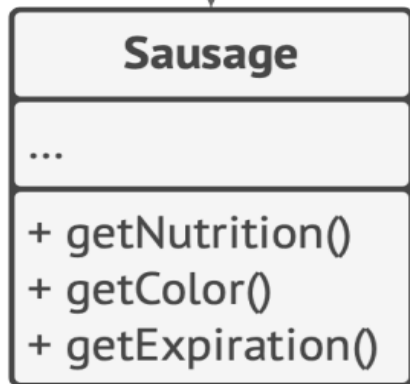 Sausage
...
+ getNutrition()
+ getColor()
+ getExpiration()